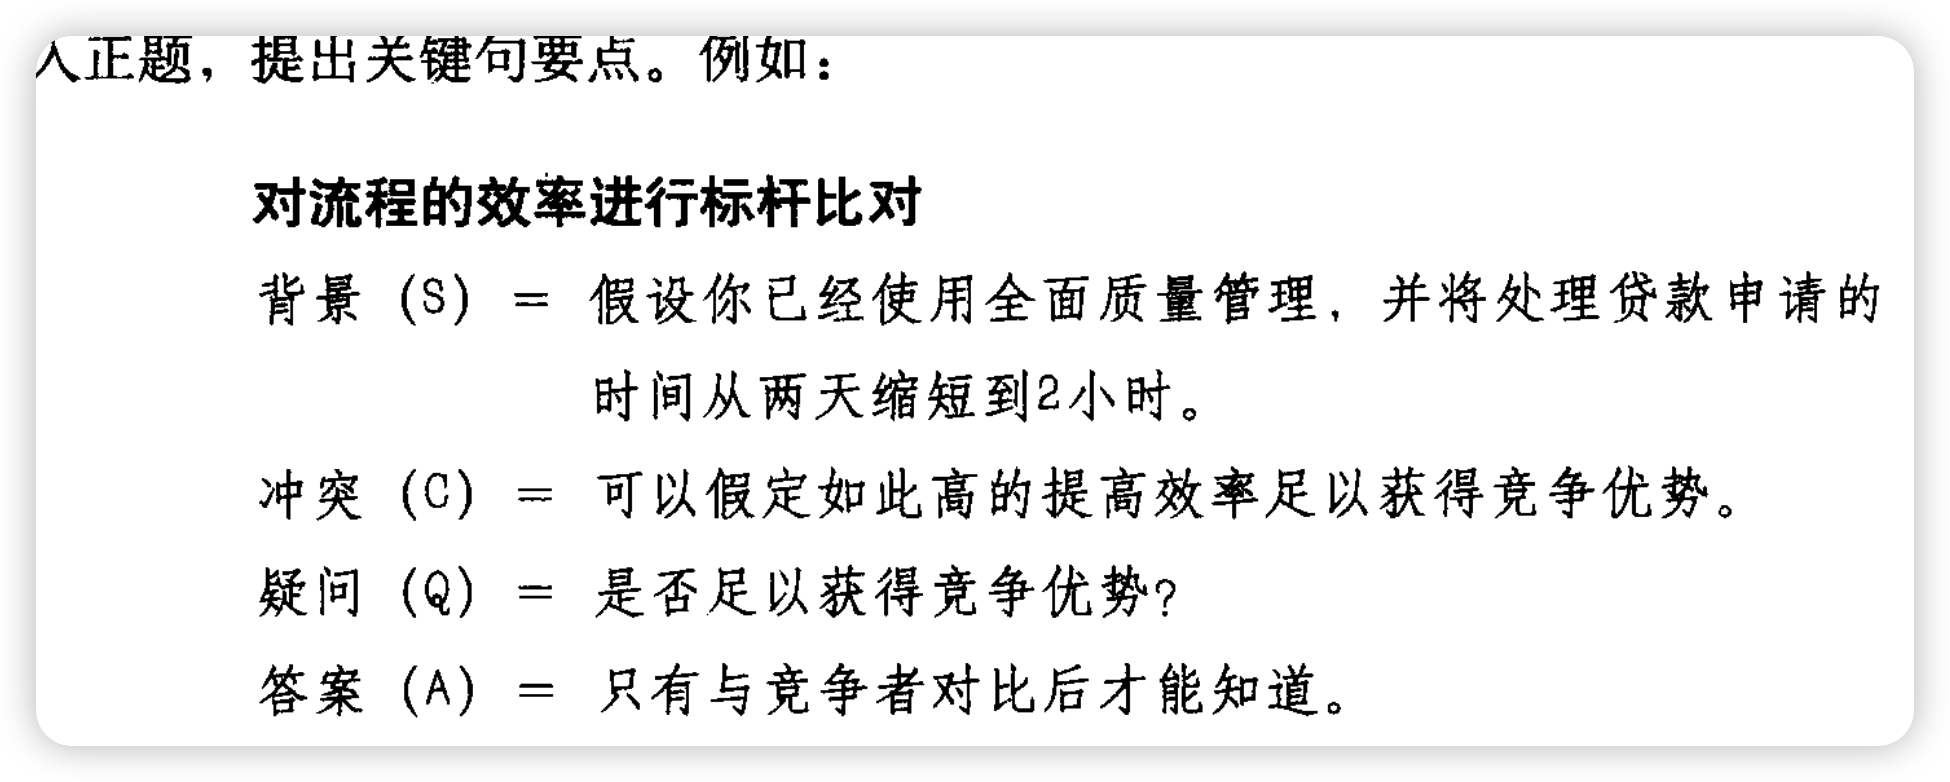 入正题，提出关键句要点。例如：
对流程的效率进行标杆比对
背景（S） = 假设你已经使用全面质量管理，并将处理贷款申请的
时间从两天缩短到2小时。
冲突（C） = 可以假定如此高的提高效率足以获得竞争优势。
疑问（Q） = 是否足以获得竞争优势?
答案（A） = 只有与竞争者对比后才能知道。